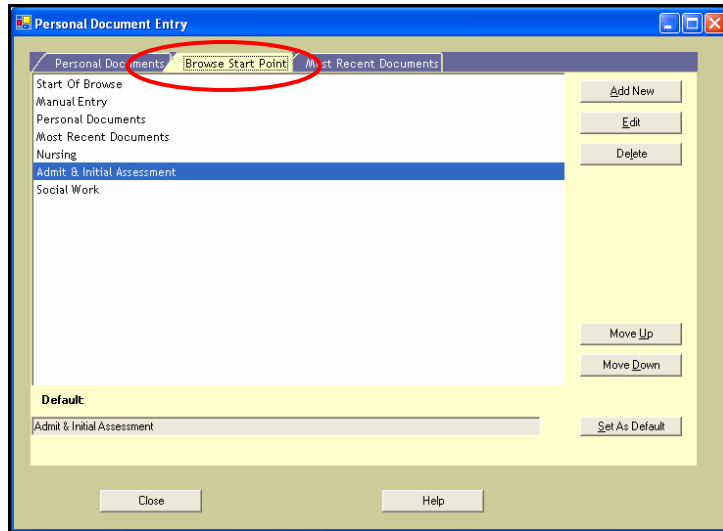 Personal Document Entry
Personal Documents Browse Start Point Most Recent Documents
Start Of Browse
Manual Entry
Personal Documents
Most Recent Documents
Nursing
Admit & Initial Assessment
Social Work
Add New
Edit
Delete
Move Up
Move Down
Default
Admit & Initial Assessment
Set As Default
Close
Help